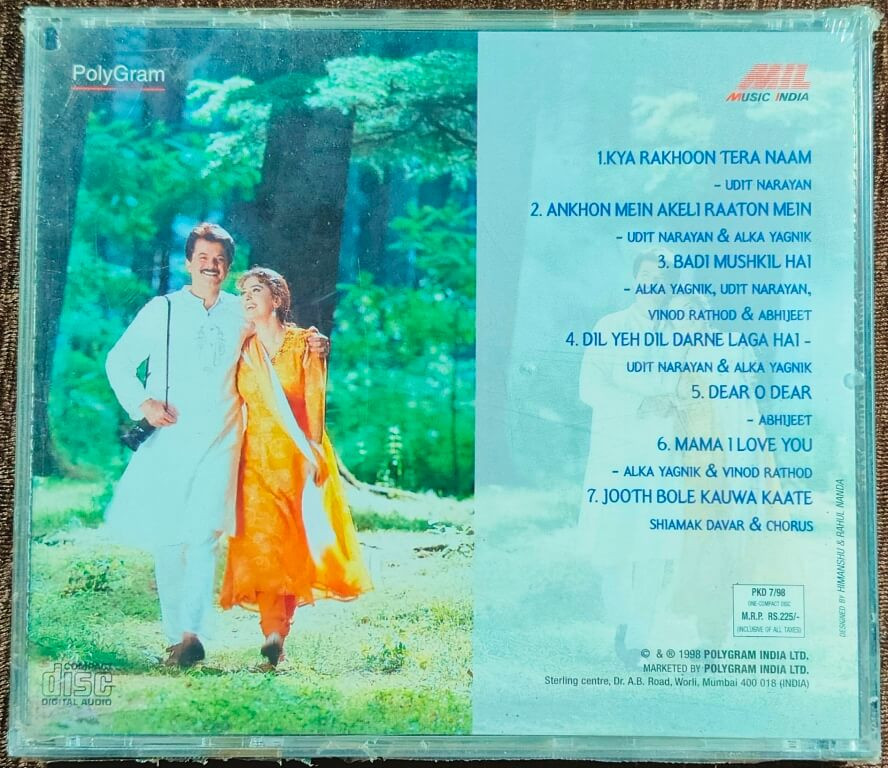 PolyGram
MIL
MUSIC INDIA
1.KYA RAKHOON TERA NAAM
- UDIT NARAYAN
2. ANKHON MEIN AKELI RAATON MEIN
- UDIT NARAYAN & ALKA YAGNIK
3. BADI MUSHKIL HAI
- ALKA YAGNIK, UDIT NARAYAN,
VINOD RATHOD & ABHIJEET
4. DIL YEH DIL DARNE LAGA HAI -
UDIT NARAYAN & ALKA YAGNIK
5. DEAR O DEAR
- ABHIJEET
6. MAMA I LOVE YOU
- ALKA YAGNIK & VINOD RATHOD
7. JOOTH BOLE KAUWA KAATE
SHIAMAK DAVAR & CHORUS
DESIGNED BY HIMANSHU & RAHUL NANDA
PKD 7/98
ONE-COMPACT DISC
M.R.P. RS.225/-
(INCLUSIVE OF ALL TAXES)
© & ® 1998 POLYGRAM INDIA LTD.
MARKETED BY POLYGRAM INDIA LTD.
Sterling centre, Dr. A.B. Road, Worli, Mumbai 400 018 (INDIA)
COMPACT
disc
DIGITAL AUDIO